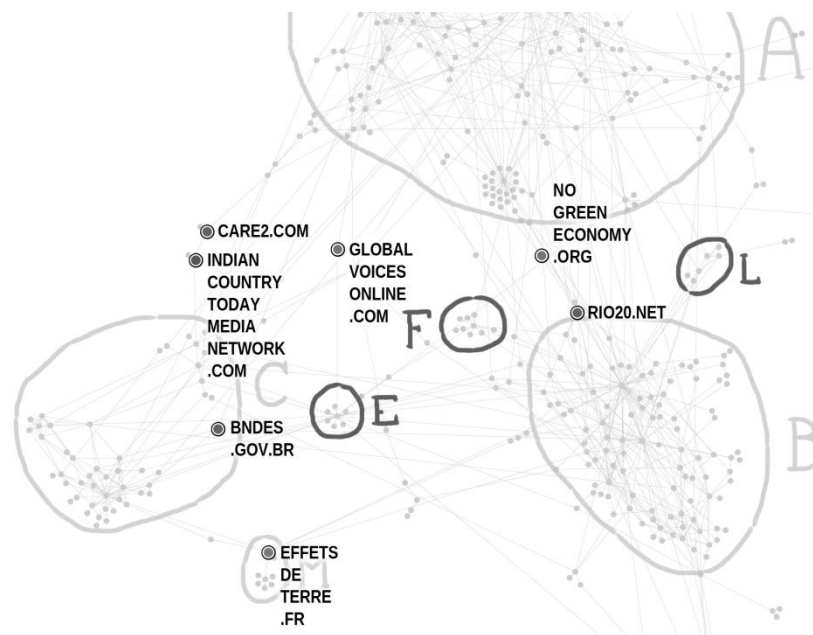 A
NO
GREEN
ECONOMY
.ORG
CARE2.COM
INDIAN
COUNTRY
TODAY
MEDIA
NETWORK
.COM
GLOBAL
VOICES
ONLINE
.COM
L
RIO20.NET
F
C
E
BNDES
.GOV.BR
B
EFFETS
DE
TERRE
.FR
M